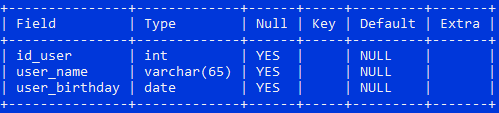 +---------------+-------------+------+-----+---------+-------+
| Field         | Type        | Null | Key | Default | Extra |
+---------------+-------------+------+-----+---------+-------+
| id_user       | int         | YES  |     | NULL    |       |
| user_name     | varchar(65) | YES  |     | NULL    |       |
| user_birthday | date        | YES  |     | NULL    |       |
+---------------+-------------+------+-----+---------+-------+